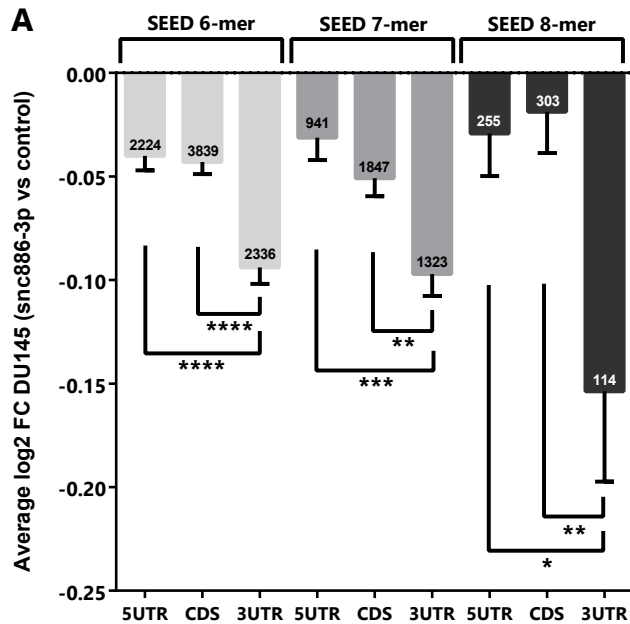 A
SEED 6-mer SEED 7-mer SEED 8-mer
Average log2 FC DU145 (snc886-3p vs control)
0.00
-0.05
-0.10
-0.15
-0.20
-0.25
2224 3839 2336 941 1847 1323 255 303 114
**** ** **
**** *** *
5UTR CDS 3UTR 5UTR CDS 3UTR 5UTR CDS 3UTR